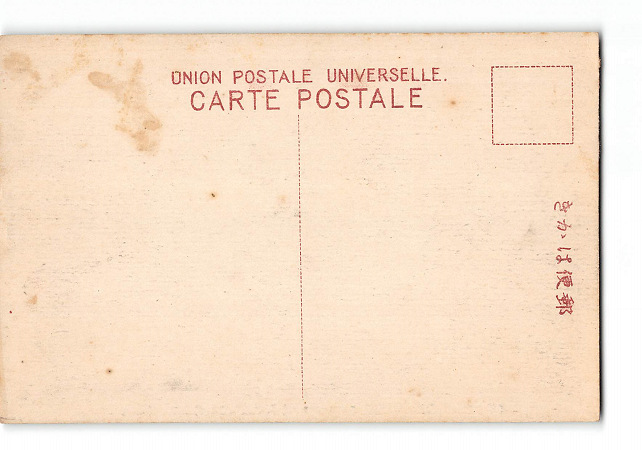 UNION POSTALE UNIVERSELLE.
CARTE POSTALE
郵便はかき